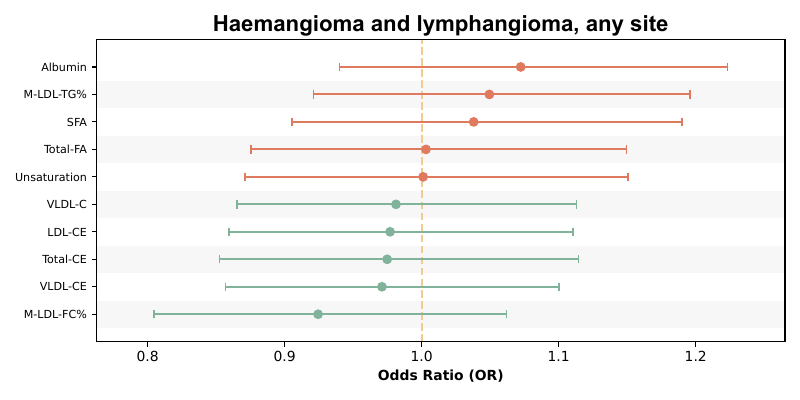 Haemangioma and lymphangioma, any site
Albumin
M-LDL-TG%
SFA
Total-FA
Unsaturation
VLDL-C
LDL-CE
Total-CE
VLDL-CE
M-LDL-FC%
0.8 0.9 1.0 1.1 1.2
Odds Ratio (OR)